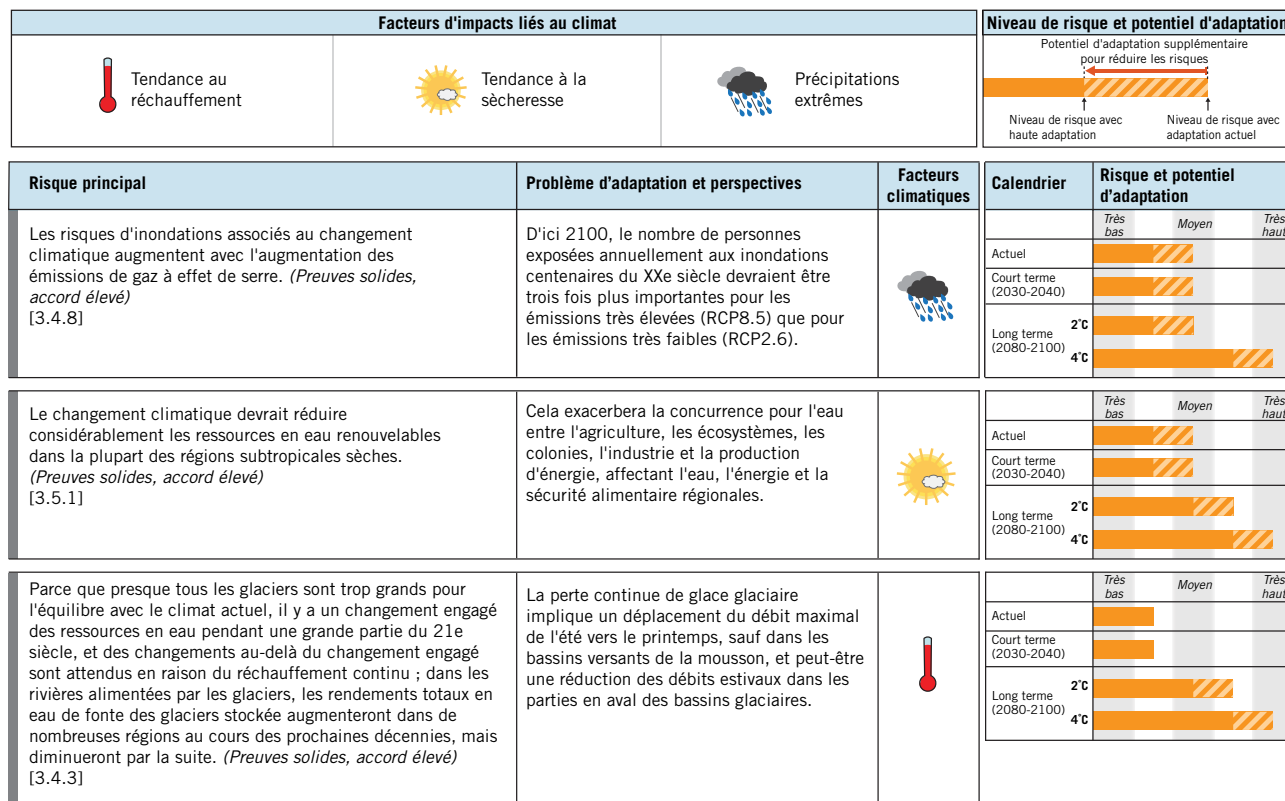 Facteurs d'impacts liés au climat
Tendance au
réchauffement
Tendance à la
sècheresse
Précipitations
extrêmes
Niveau de risque et potentiel d'adaptation
Potentiel d'adaptation supplémentaire
pour réduire les risques
Niveau de risque avec
haute adaptation
Niveau de risque avec
adaptation actuel
Risque principal
Problème d'adaptation et perspectives
Facteurs
climatiques
Calendrier
Risque et potentiel
d'adaptation
Les risques d'inondations associés au changement
climatique augmentent avec l'augmentation des
émissions de gaz à effet de serre. (Preuves solides,
accord élevé)
[3.4.8]
D'ici 2100, le nombre de personnes
exposées annuellement aux inondations
centenaires du XXe siècle devraient être
trois fois plus importantes pour les
émissions très élevées (RCP8.5) que pour
les émissions très faibles (RCP2.6).
Très
bas
Moyen
Très
haut
Actuel
Court terme
(2030-2040)
Long terme
(2080-2100)
2°C
4°C
Le changement climatique devrait réduire
considérablement les ressources en eau renouvelables
dans la plupart des régions subtropicales sèches.
(Preuves solides, accord élevé)
[3.5.1]
Cela exacerbera la concurrence pour l'eau
entre l'agriculture, les écosystèmes, les
colonies, l'industrie et la production
d'énergie, affectant l'eau, l'énergie et la
sécurité alimentaire régionales.
Très
bas
Moyen
Très
haut
Actuel
Court terme
(2030-2040)
Long terme
(2080-2100)
2°C
4°C
Parce que presque tous les glaciers sont trop grands pour
l'équilibre avec le climat actuel, il y a un changement engagé
des ressources en eau pendant une grande partie du 21e
siècle, et des changements au-delà du changement engagé
sont attendus en raison du réchauffement continu ; dans les
rivières alimentées par les glaciers, les rendements totaux en
eau de fonte des glaciers stockée augmenteront dans de
nombreuses régions au cours des prochaines décennies, mais
diminueront par la suite. (Preuves solides, accord élevé)
[3.4.3]
La perte continue de glace glaciaire
implique un déplacement du débit maximal
de l'été vers le printemps, sauf dans les
bassins versants de la mousson, et peut-être
une réduction des débits estivaux dans les
parties en aval des bassins glaciaires.
Très
bas
Moyen
Très
haut
Actuel
Court terme
(2030-2040)
Long terme
(2080-2100)
2°C
4°C